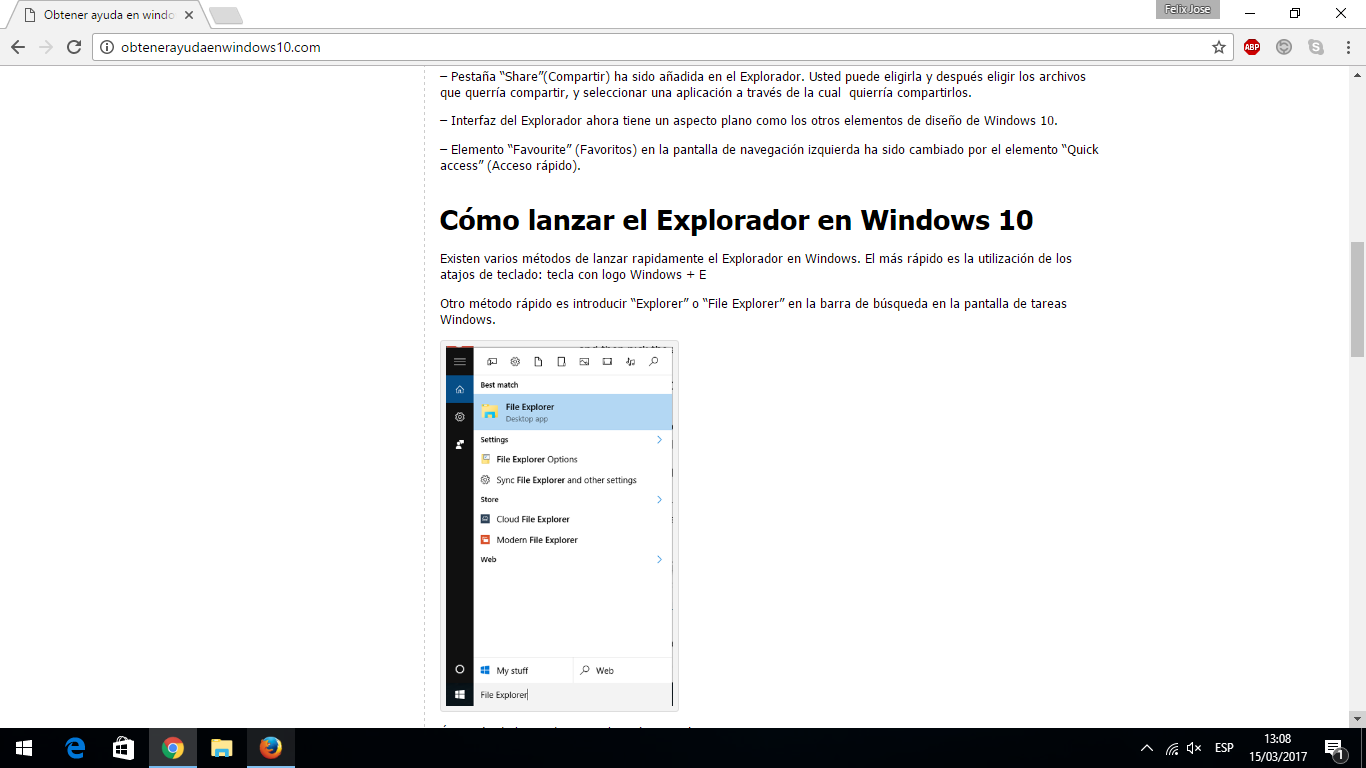 Obtener ayuda en windo
Felix Jose
obtenerayudaenwindows10.com
ABP
– Pestaña “Share”(Compartir) ha sido añadida en el Explorador. Usted puede eligirla y después eligir los archivos
que querría compartir, y seleccionar una aplicación a través de la cual quierría compartirlos.
– Interfaz del Explorador ahora tiene un aspecto plano como los otros elementos de diseño de Windows 10.
– Elemento “Favourite” (Favoritos) en la pantalla de navegación izquierda ha sido cambiado por el elemento “Quick
access” (Acceso rápido).
Cómo lanzar el Explorador en Windows 10
Existen varios métodos de lanzar rapidamente el Explorador en Windows. El más rápido es la utilización de los
atajos de teclado: tecla con logo Windows + E
Otro método rápido es introducir “Explorer” o “File Explorer” en la barra de búsqueda en la pantalla de tareas
Windows.
Best match
File Explorer
Desktop app
Settings
File Explorer Options
Sync File Explorer and other settings
Store
Cloud File Explorer
Modern File Explorer
Web
My stuff
Web
File Explorer
ESP
13:08
15/03/2017
1